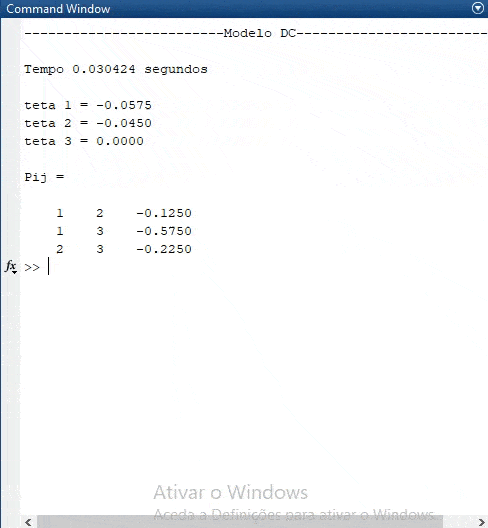 Command Window
-------------------------Modelo DC------------------------
Tempo 0.030424 segundos
teta 1 = -0.0575
teta 2 = -0.0450
teta 3 = 0.0000
Pij =
1 2 -0.1250
1 3 -0.5750
2 3 -0.2250
fx >>
Ativar o Windows
Aceda a Definições para ativar o Windows.